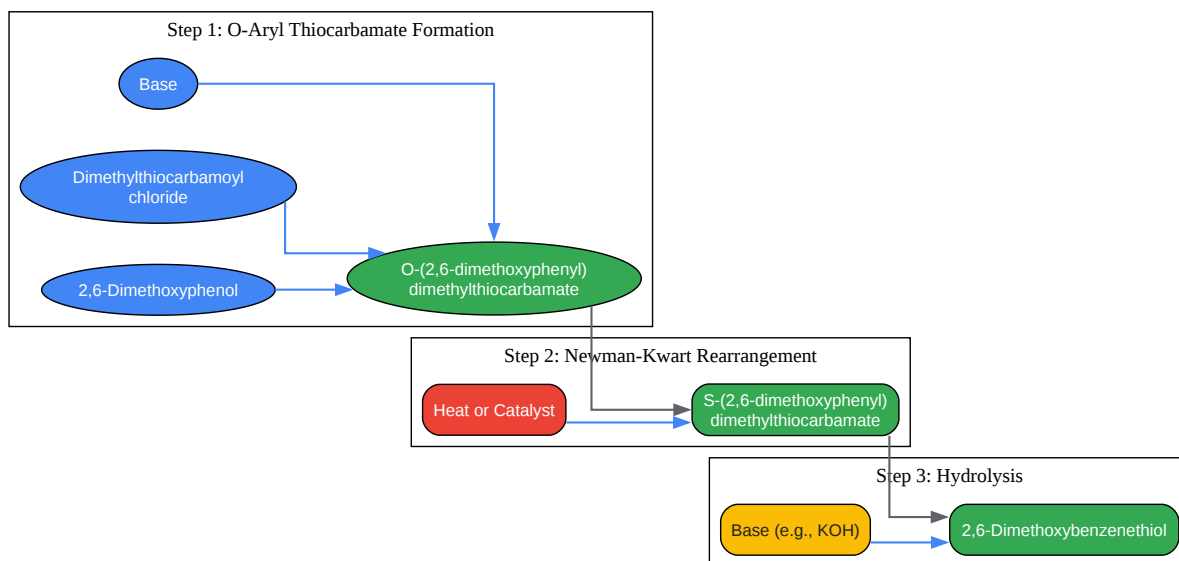 Step 1: O-Aryl Thiocarbamate Formation
Base
Dimethylthiocarbamoyl
chloride
2,6-Dimethoxyphenol
O-(2,6-dimethoxyphenyl)
dimethylthiocarbamate
Step 2: Newman-Kwart Rearrangement
Heat or Catalyst
S-(2,6-dimethoxyphenyl)
dimethylthiocarbamate
Step 3: Hydrolysis
Base (e.g., KOH)
2,6-Dimethoxybenzenethiol